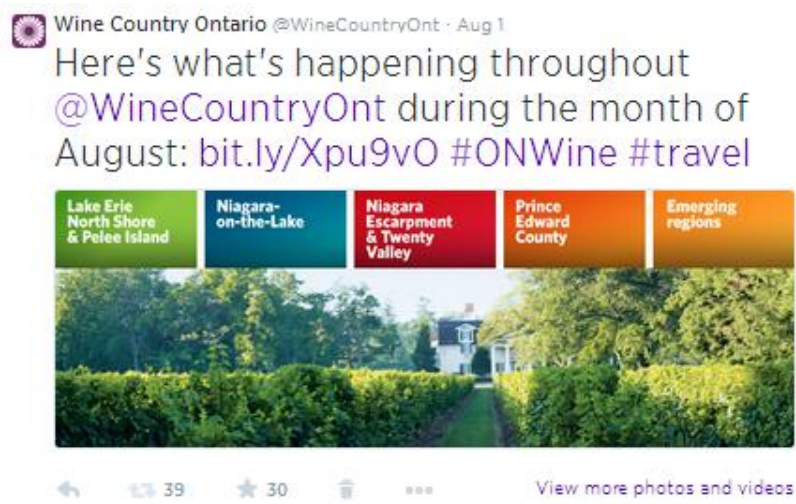 Wine Country Ontario @WineCountryOnt · Aug 1
Here's what's happening throughout
@WineCountryOnt during the month of
August: bit.ly/Xpu9vO #ONWine #travel
Lake Erie
North Shore
& Pelee Island
Niagara-
on-the-Lake
Niagara
Escarpment
& Twenty
Valley
Prince
Edward
County
Emerging
regions
39
30
View more photos and videos